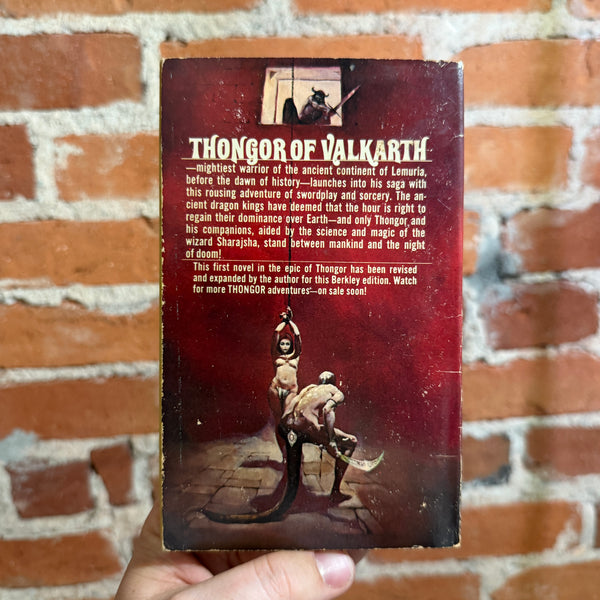 THONGOR OF VALKARTH
—mightiest warrior of the ancient continent of Lemuria,
before the dawn of history—launches into his saga with
this rousing adventure of swordplay and sorcery. The an-
cient dragon kings have deemed that the hour is right to
regain their dominance over Earth—and only Thongor and
his companions, aided by the science and magic of the
wizard Sharajsha, stand between mankind and the night
of doom!
This first novel in the epic of Thongor has been revised
and expanded by the author for this Berkley edition. Watch
for more THONGOR adventures—on sale soon!